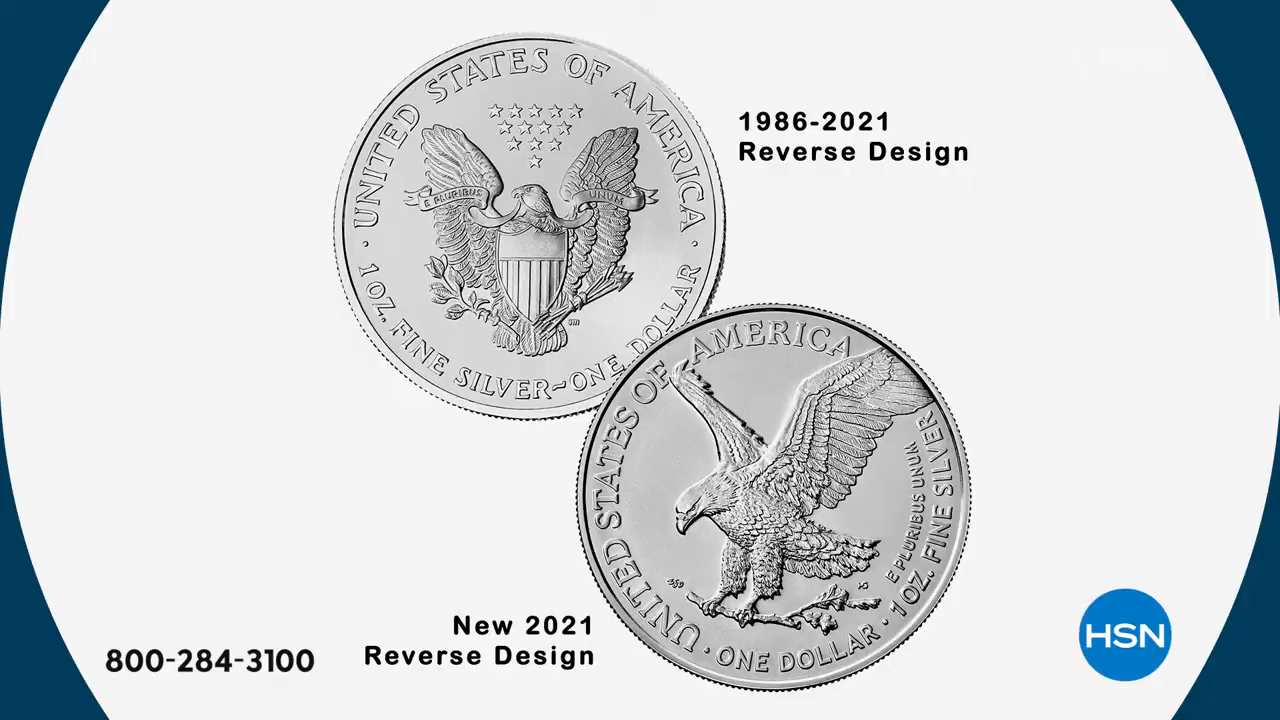 UNITED STATES OF AMERICA
E PLURIBUS UNUM
· 1 OZ. FINE SILVER~ONE DOLLAR ·
1986-2021
Reverse Design
UNITED STATES OF AMERICA
E PLURIBUS UNUM
· ONE DOLLAR · 1 OZ. FINE SILVER
New 2021
Reverse Design
800-284-3100
HSN